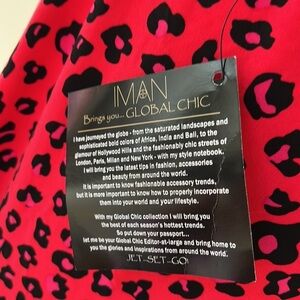 IMAN
Brings you... GLOBAL CHIC
I have journeyed the globe - from the saturated landscapes and
sophisticated bold colors of Africa, India and Bali, to the
glamour of Hollywood Hills and the fashionably chic streets of
London, Paris, Milan and New York - with my style notebook.
I will bring you the latest tips in fashion, accessories
and beauty from around the world.
It is important to know fashionable accessory trends,
but it is more important to know how to properly incorporate
them into your world and your lifestyle.
With my Global Chic collection I will bring you
the best of each season's hottest trends.
So put down your passport...
let me be your Global Chic Editor-at-large and bring home to
you the glories and inspirations from around the world.
JET-SET-GO!